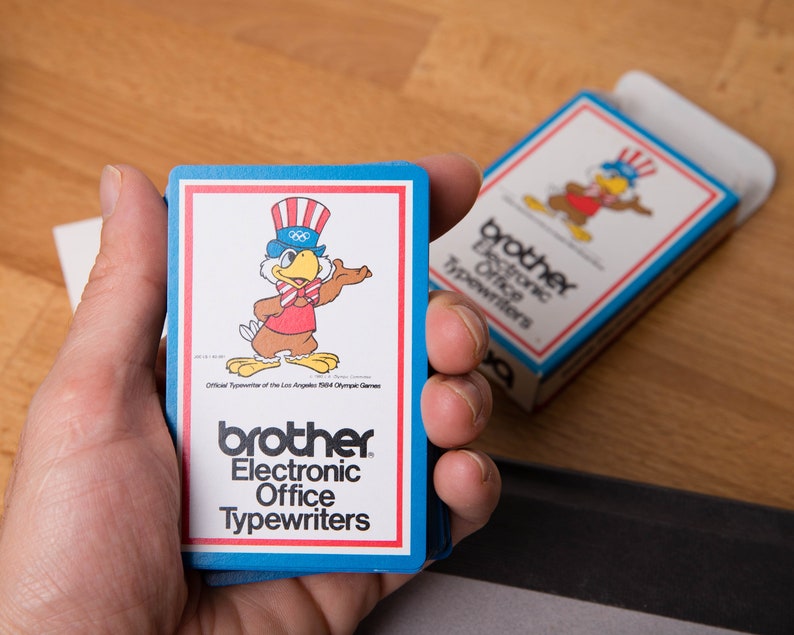 Official Typewriter of the Los Angeles 1984 Olympic Games
brother®
Electronic
Office
Typewriters
brother
Electronic
Office
Typewriters